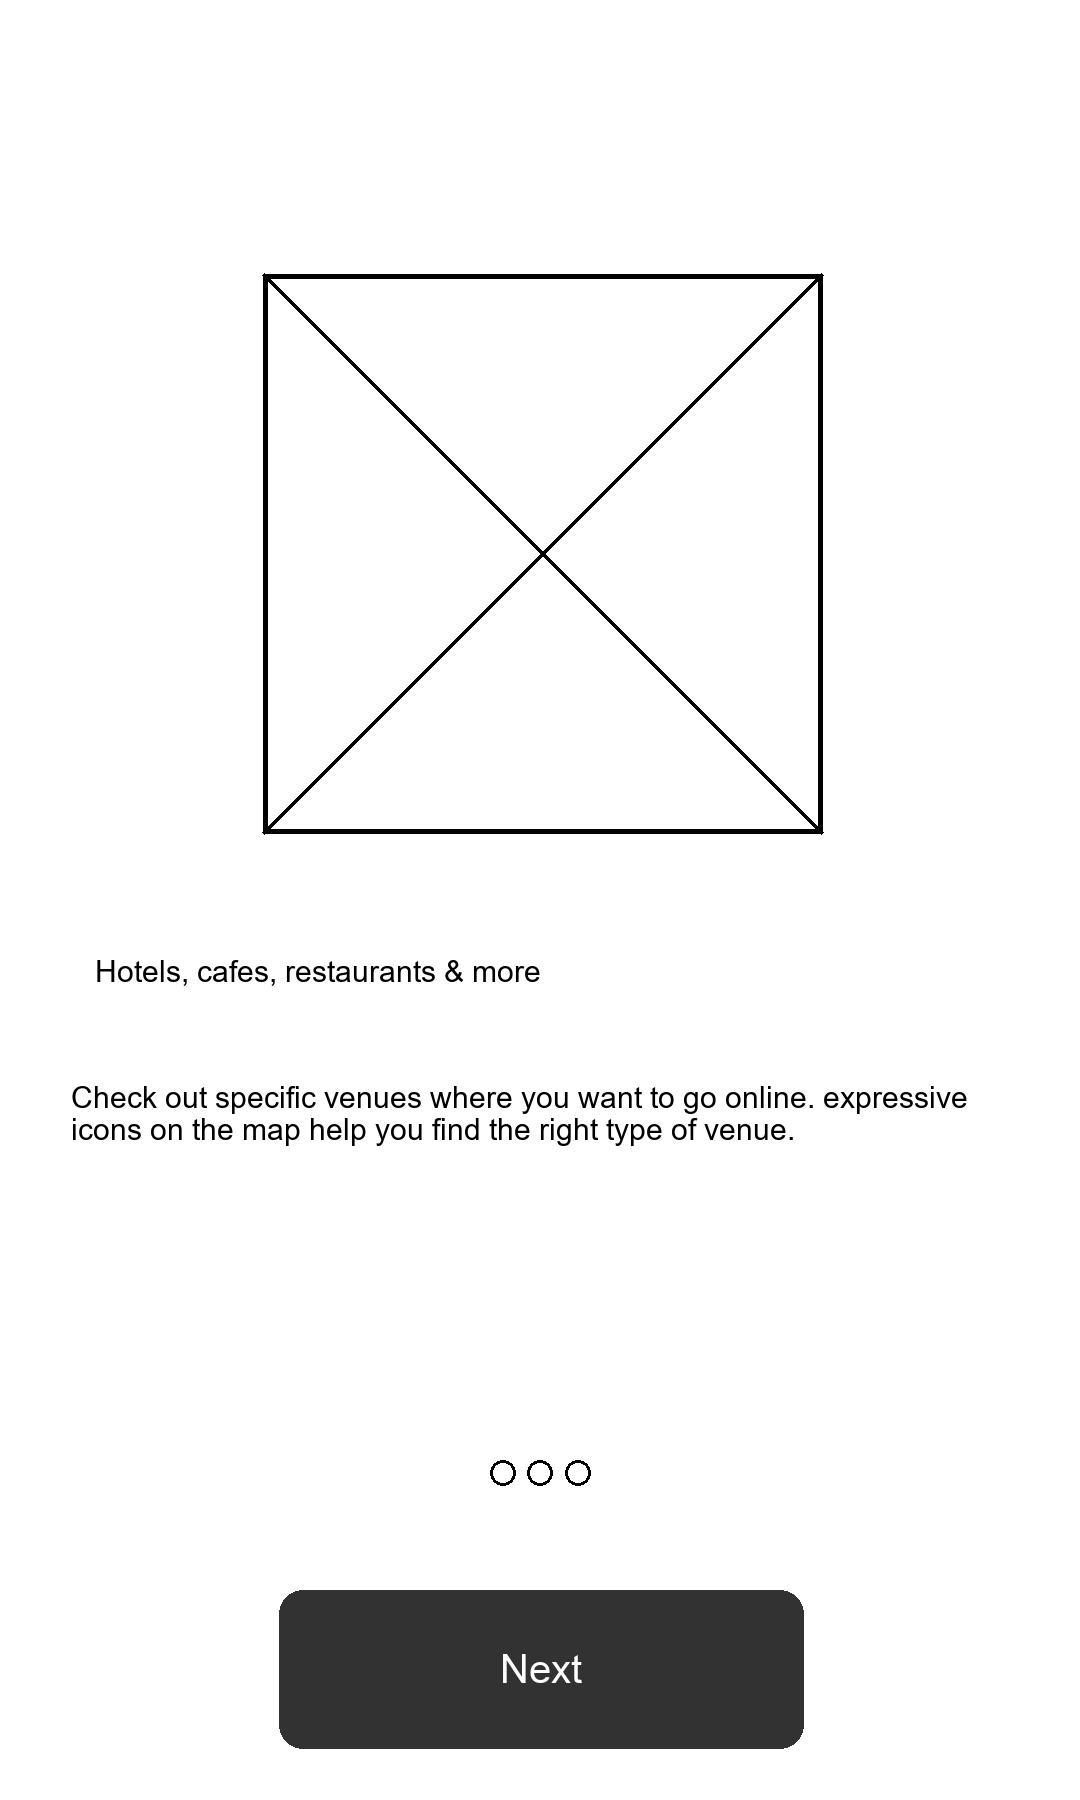 Hotels, cafes, restaurants & more
Check out specific venues where you want to go online. expressive
icons on the map help you find the right type of venue.
Next